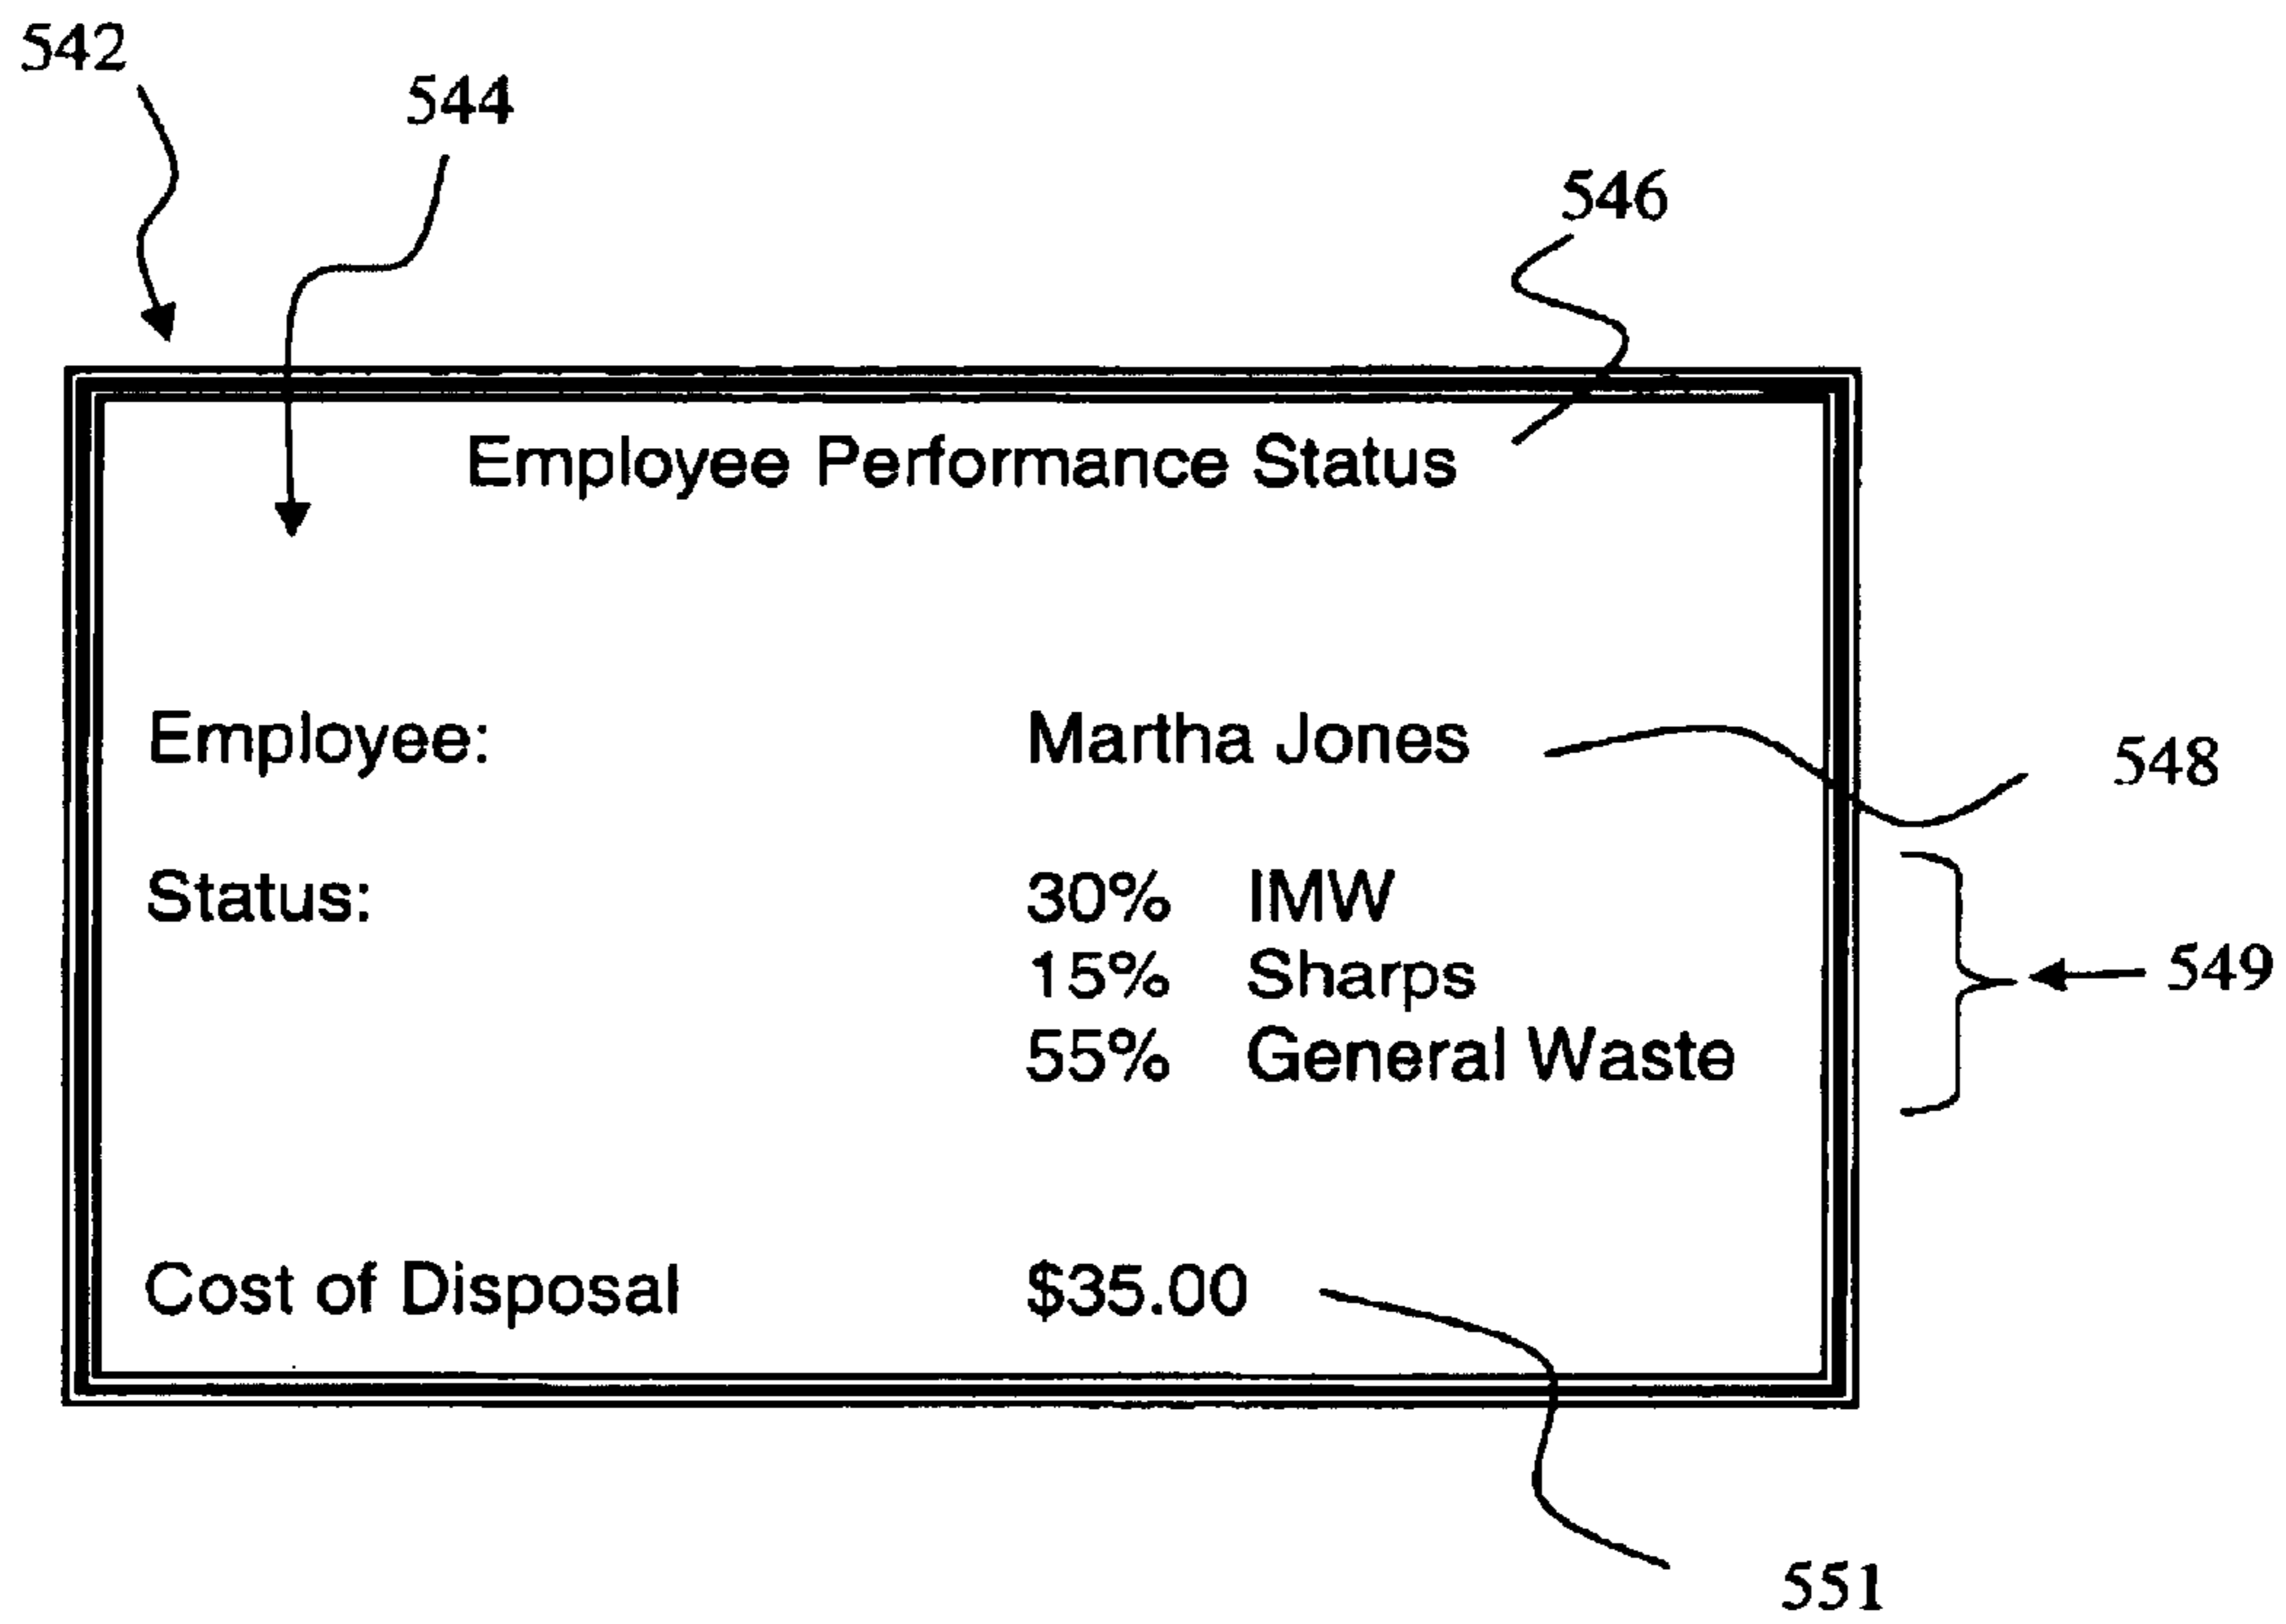 542
544
546
Employee Performance Status
Employee: Martha Jones
548
Status: 30% IMW
15% Sharps
549
55% General Waste
Cost of Disposal $35.00
551